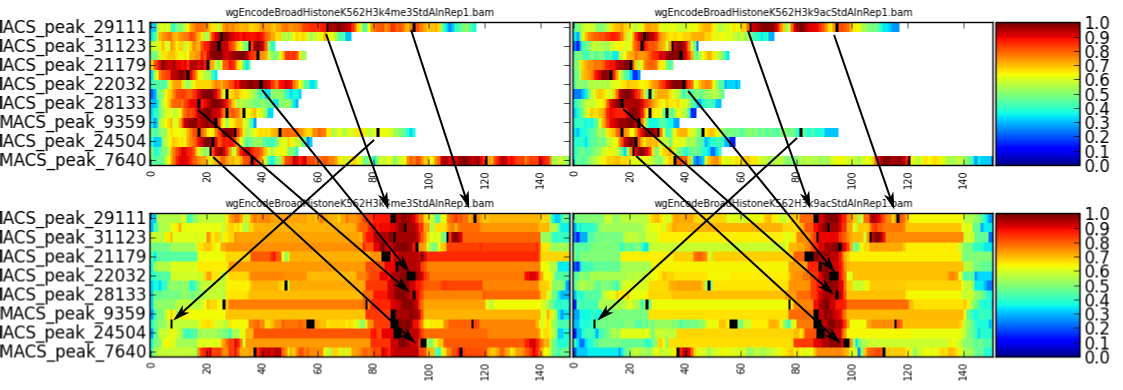 wgEncodeBroadHistoneK562H3k4me3StdAlnRep1.bam
wgEncodeBroadHistoneK562H3k9acStdAlnRep1.bam
IACS_peak_29111
IACS_peak_31123
IACS_peak_21179
IACS_peak_22032
IACS_peak_28133
MACS_peak_9359
IACS_peak_24504
MACS_peak_7640
0 20 40 60 80 100 120 140
0 20 40 60 80 100 120 140
1.0
0.9
0.8
0.7
0.6
0.5
0.4
0.3
0.2
0.1
0.0
wgEncodeBroadHistoneK562H3k4me3StdAlnRep1.bam
wgEncodeBroadHistoneK562H3k9acStdAlnRep1.bam
IACS_peak_29111
IACS_peak_31123
IACS_peak_21179
IACS_peak_22032
IACS_peak_28133
MACS_peak_9359
IACS_peak_24504
MACS_peak_7640
0 20 40 60 80 100 120 140
0 20 40 60 80 100 120 140
1.0
0.9
0.8
0.7
0.6
0.5
0.4
0.3
0.2
0.1
0.0